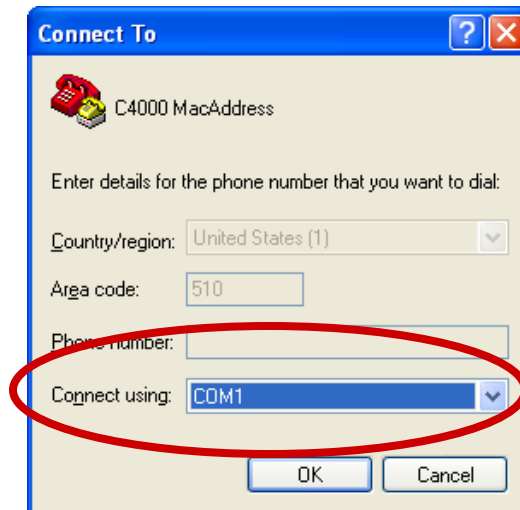 Connect To
C4000 MacAddress
Enter details for the phone number that you want to dial:
Country/region: United States (1)
Area code: 510
Phone number:
Connect using: COM1
OK Cancel